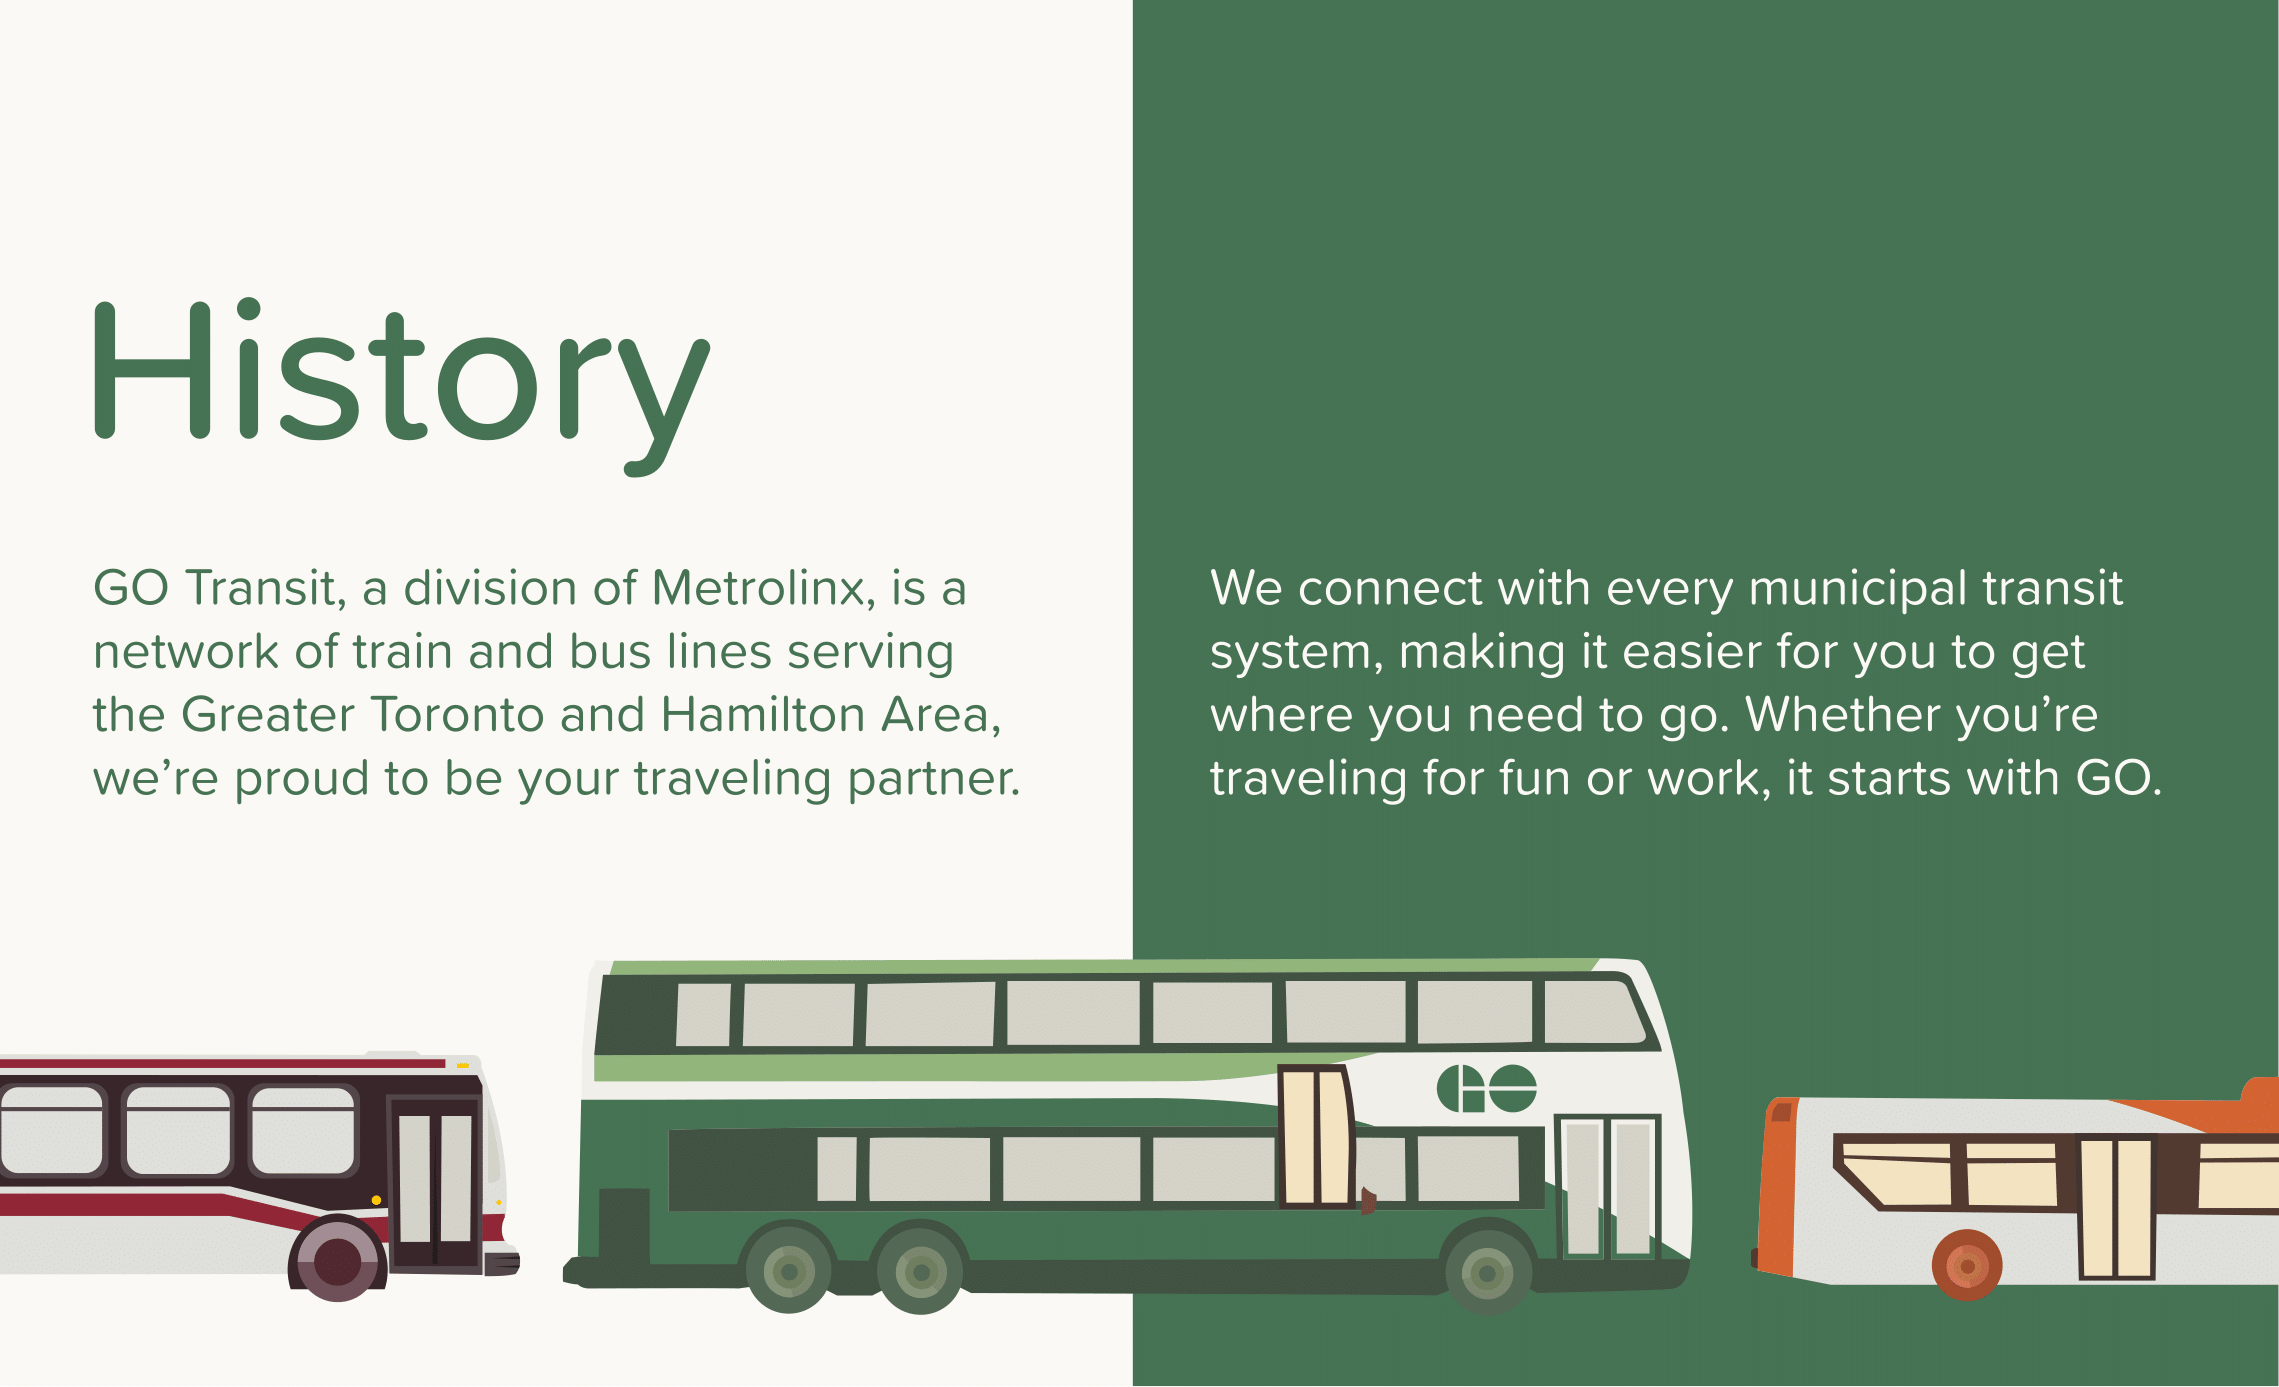 History
GO Transit, a division of Metrolinx, is a
network of train and bus lines serving
the Greater Toronto and Hamilton Area,
we’re proud to be your traveling partner.
We connect with every municipal transit
system, making it easier for you to get
where you need to go. Whether you’re
traveling for fun or work, it starts with GO.
GO